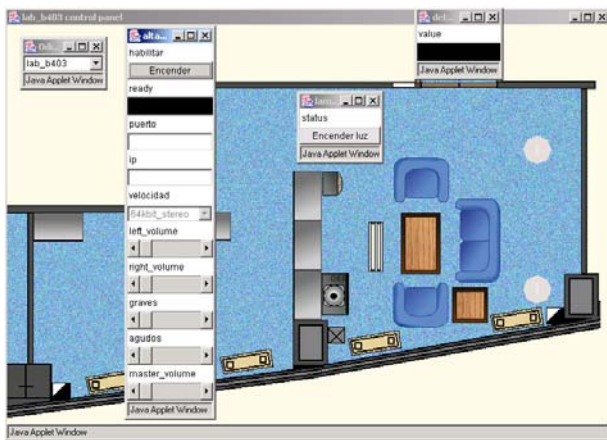 lab_b403 control panel
lab_b403
Java Applet Window
alta...
habilitar
Encender
ready
puerto
ip
velocidad
64kbit_stereo
left_volume
right_volume
graves
agudos
master_volume
Java Applet Window
status
Encender luz
Java Applet Window
value
Java Applet Window
Java Applet Window